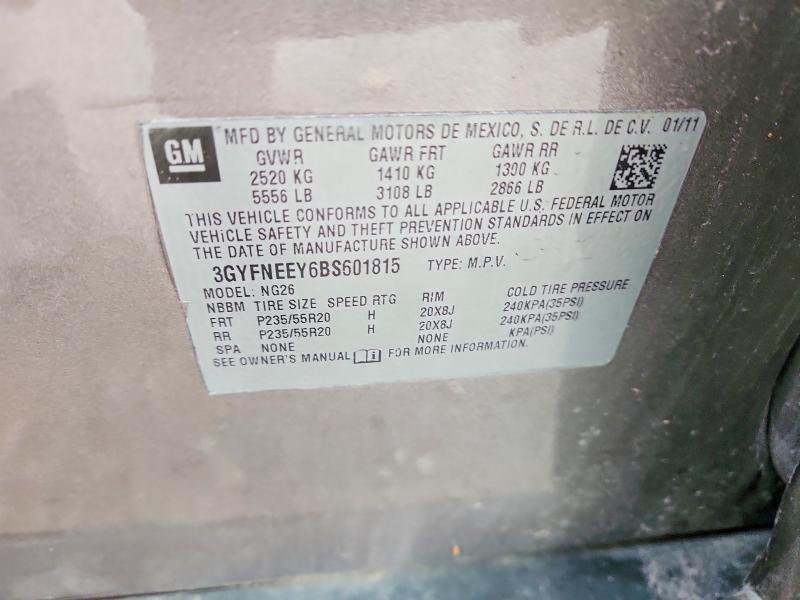 GM
MFD BY GENERAL MOTORS DE MEXICO, S. DE R.L. DE C.V. 01/11
GVWR GAWR FRT GAWR RR
2520 KG 1410 KG 1300 KG
5556 LB 3108 LB 2866 LB
THIS VEHICLE CONFORMS TO ALL APPLICABLE U.S. FEDERAL MOTOR
VEHICLE SAFETY AND THEFT PREVENTION STANDARDS IN EFFECT ON
THE DATE OF MANUFACTURE SHOWN ABOVE.
3GYFNEEY6BS601815 TYPE: M.P.V.
MODEL: NG26
NBBM TIRE SIZE SPEED RTG RIM COLD TIRE PRESSURE
FRT P235/55R20 H 20X8J 240KPA(35PSI)
RR P235/55R20 H 20X8J 240KPA(35PSI)
SPA NONE NONE KPA(PSI)
SEE OWNER'S MANUAL FOR MORE INFORMATION.